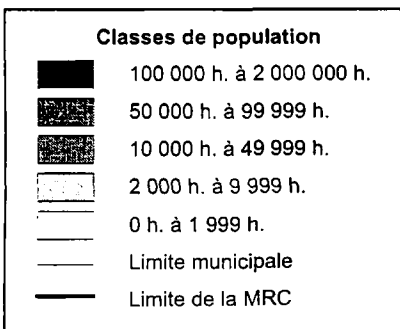 Classes de population
100 000 h. à 2 000 000 h.
50 000 h. à 99 999 h.
10 000 h. à 49 999 h.
2 000 h. à 9 999 h.
0 h. à 1 999 h.
Limite municipale
Limite de la MRC